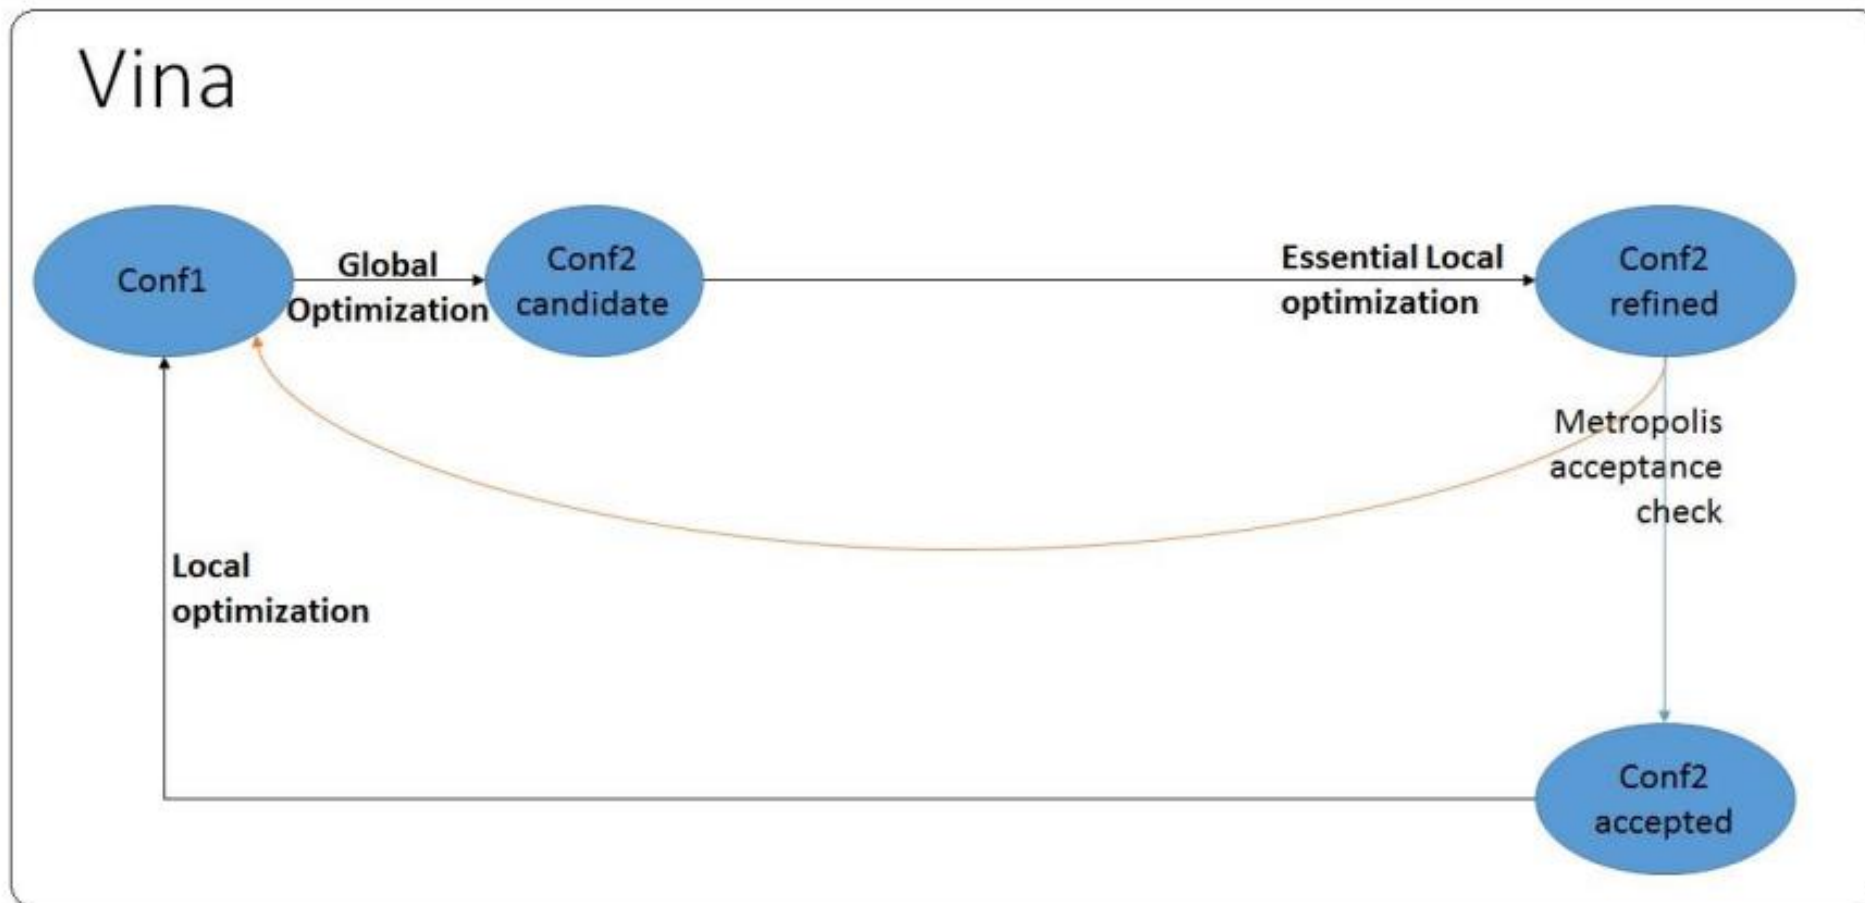 Vina
Conf1
Global
Optimization
Conf2
candidate
Essential Local
optimization
Conf2
refined
Metropolis
acceptance
check
Local
optimization
Conf2
accepted